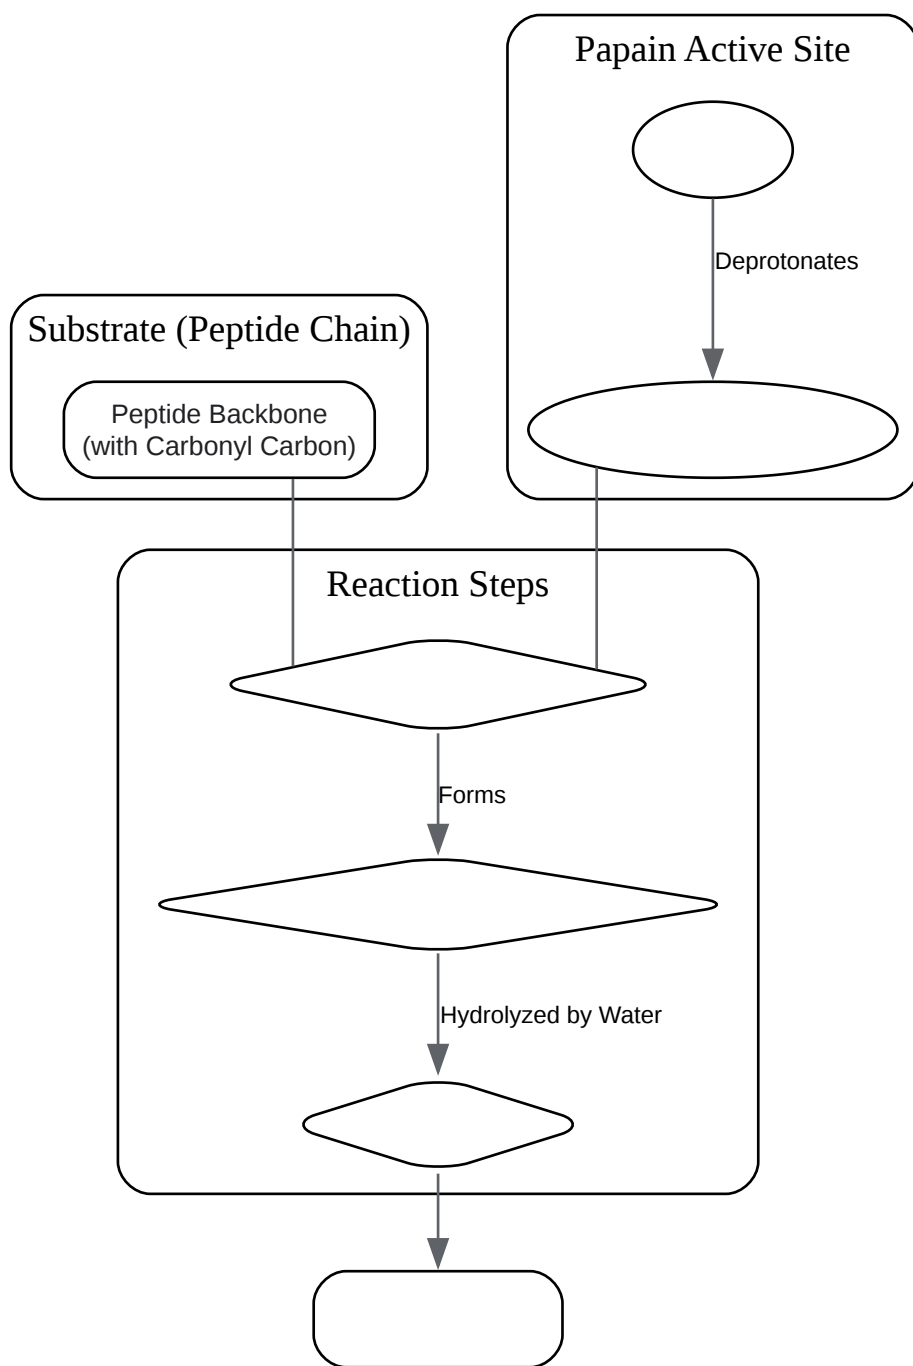 Papain Active Site
Deprotonates
Substrate (Peptide Chain)
Peptide Backbone
(with Carbonyl Carbon)
Reaction Steps
Forms
Hydrolyzed by Water